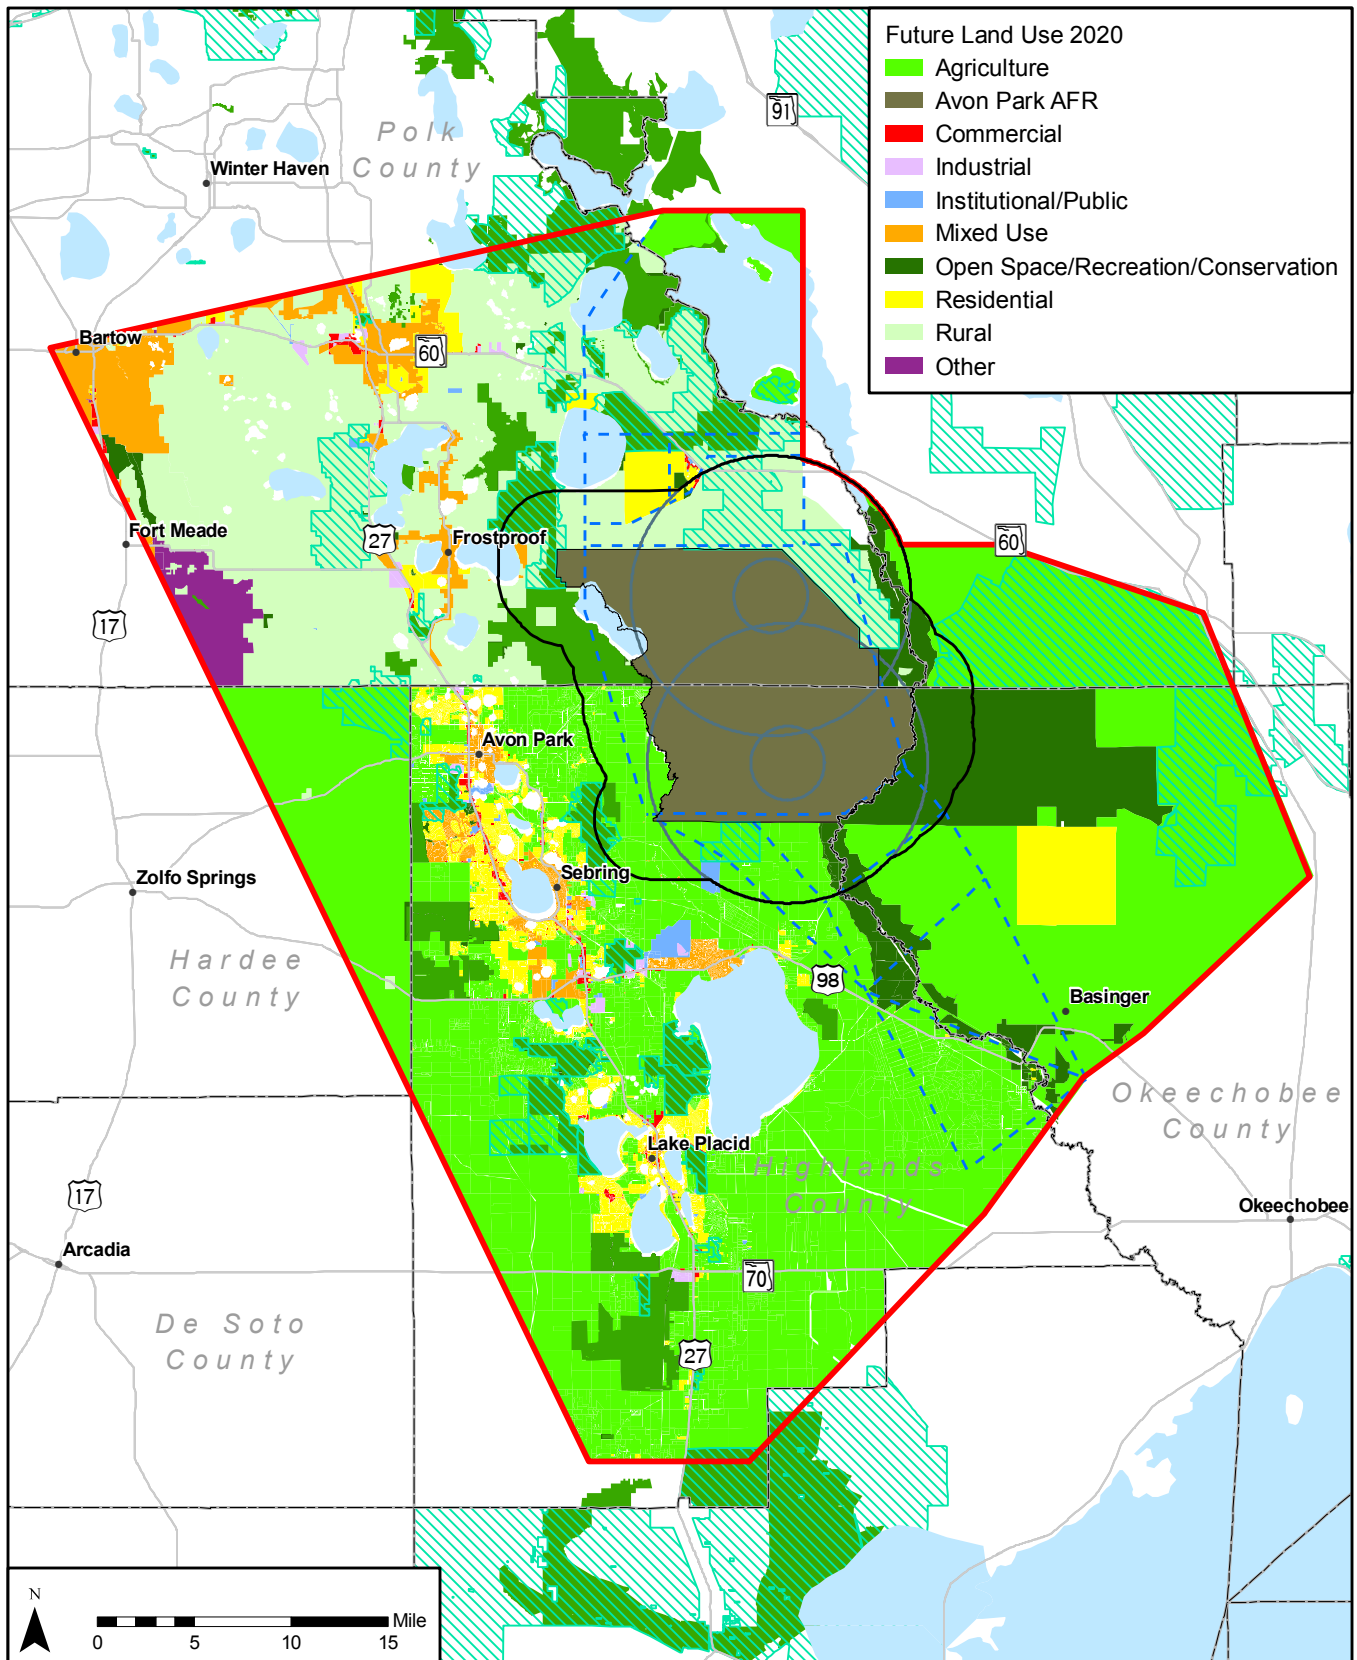 Future Land Use 2020
Agriculture
Avon Park AFR
Commercial
Industrial
Institutional/Public
Mixed Use
Open Space/Recreation/Conservation
Residential
Rural
Other
91
Polk
County
Winter Haven
Bartow
60
Fort Meade
27
Frostproof
60
17
Avon Park
Zolfo Springs
Sebring
Hardee
County
98
Basinger
Okeechobee
County
Lake Placid
Highlands
County
17
Okeechobee
Arcadia
70
De Soto
County
27
N
Mile
0 5 10 15